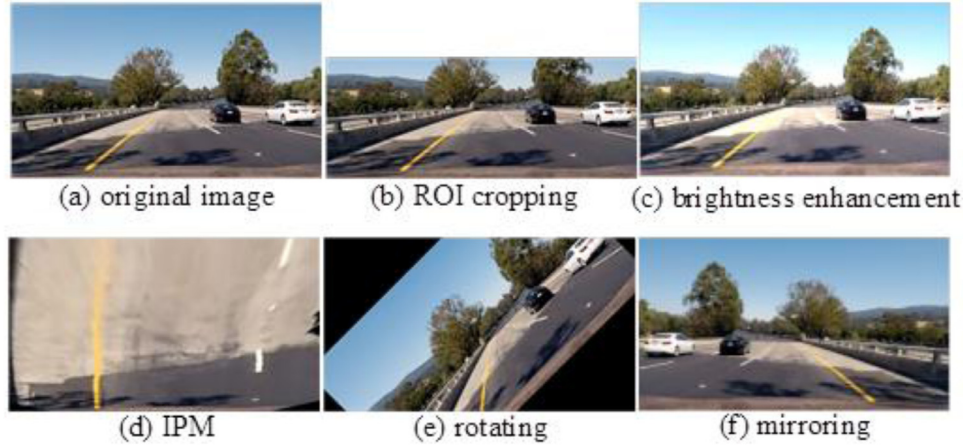 (a) original image
(b) ROI cropping
(c) brightness enhancement
(d) IPM
(e) rotating
(f) mirroring